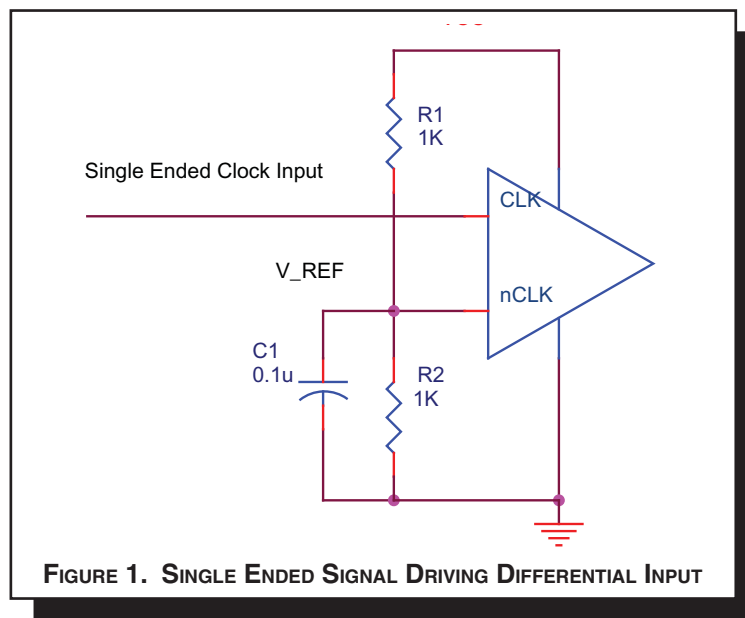 R1
1K
Single Ended Clock Input
CLK
V_REF
nCLK
C1
0.1u
R2
1K
FIGURE 1. SINGLE ENDED SIGNAL DRIVING DIFFERENTIAL INPUT